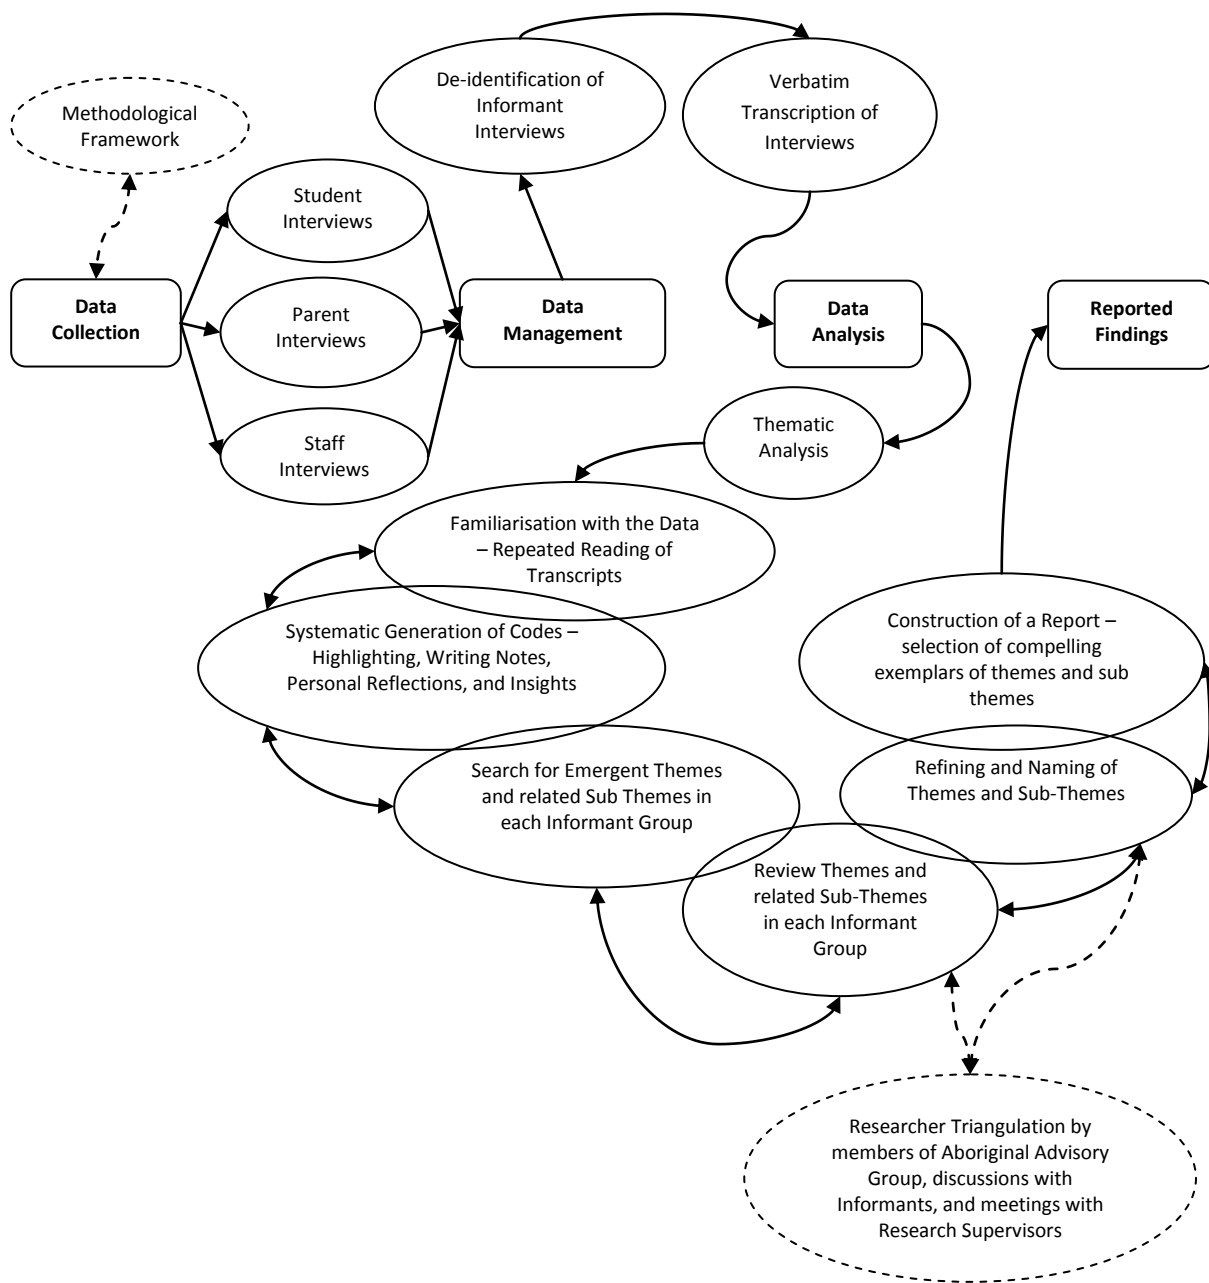 De-identification of
Informant
Interviews
Verbatim
Transcription of
Interviews
Methodological
Framework
Student
Interviews
Data
Collection
Parent
Interviews
Data
Management
Data
Analysis
Reported
Findings
Staff
Interviews
Thematic
Analysis
Familiarisation with the Data
– Repeated Reading of
Transcripts
Systematic Generation of Codes –
Highlighting, Writing Notes,
Personal Reflections, and Insights
Construction of a Report –
selection of compelling
exemplars of themes and sub
themes
Search for Emergent Themes
and related Sub Themes in
each Informant Group
Refining and Naming of
Themes and Sub-Themes
Review Themes and
related Sub-Themes
in each Informant
Group
Researcher Triangulation by
members of Aboriginal Advisory
Group, discussions with
Informants, and meetings with
Research Supervisors